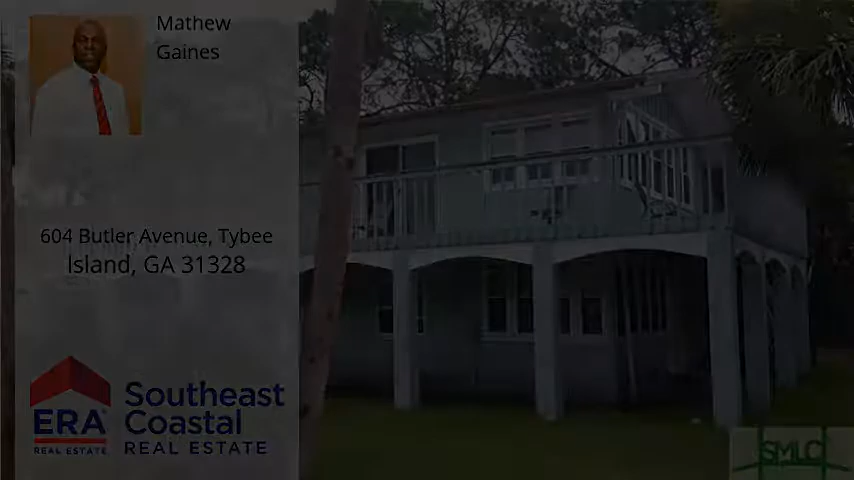 Mathew
Gaines
604 Butler Avenue, Tybee
Island, GA 31328
ERA
REAL ESTATE
Southeast
Coastal
REAL ESTATE
SMLC